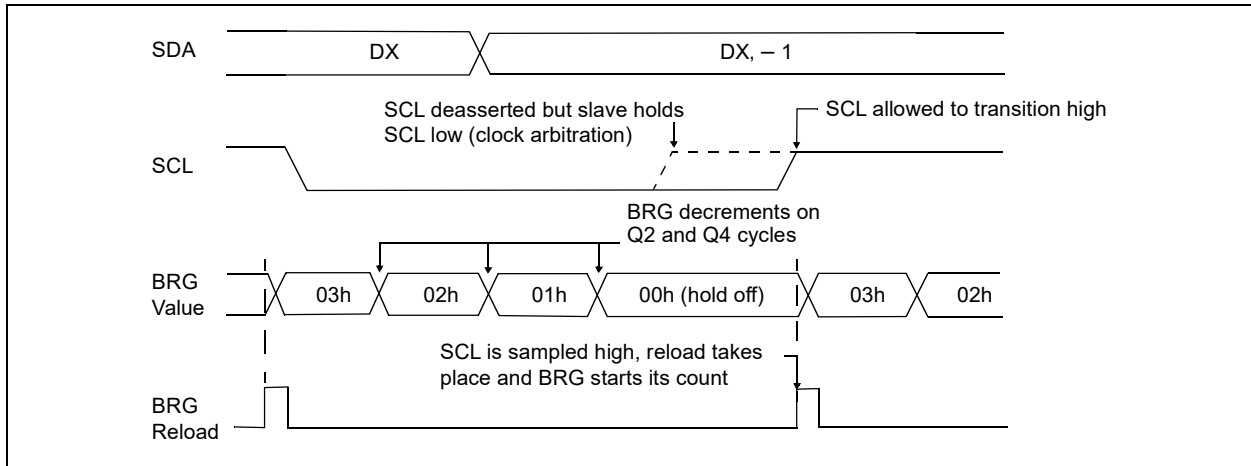 SDA
DX
DX, – 1
SCL deasserted but slave holds
SCL low (clock arbitration)
SCL allowed to transition high
SCL
BRG decrements on
Q2 and Q4 cycles
BRG
Value
03h
02h
01h
00h (hold off)
03h
02h
SCL is sampled high, reload takes
place and BRG starts its count
BRG
Reload